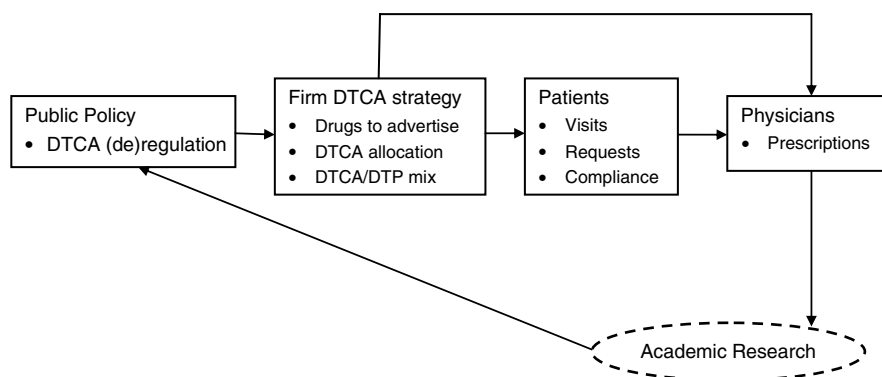 Public Policy
• DTCA (de)regulation
Firm DTCA strategy
• Drugs to advertise
• DTCA allocation
• DTCA/DTP mix
Patients
• Visits
• Requests
• Compliance
Physicians
• Prescriptions
Academic Research